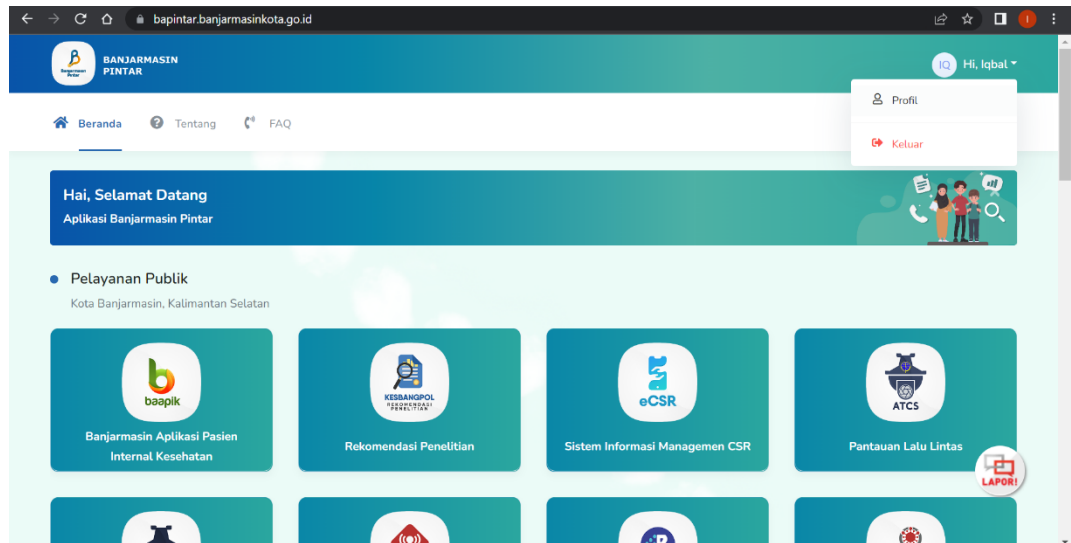 bapintar.banjarmasinkota.go.id
I
Banjarmasin
Pintar
BANJARMASIN
PINTAR
IQ Hi, Iqbal
Profil
Keluar
Beranda Tentang FAQ
Hai, Selamat Datang
Aplikasi Banjarmasin Pintar
Pelayanan Publik
Kota Banjarmasin, Kalimantan Selatan
baapik
Banjarmasin Aplikasi Pasien
Internal Kesehatan
KESBANGPOL
REKOMENDASI
PENELITIAN
Rekomendasi Penelitian
eCSR
Sistem Informasi Managemen CSR
ATCS
Pantauan Lalu Lintas
LAPOR!